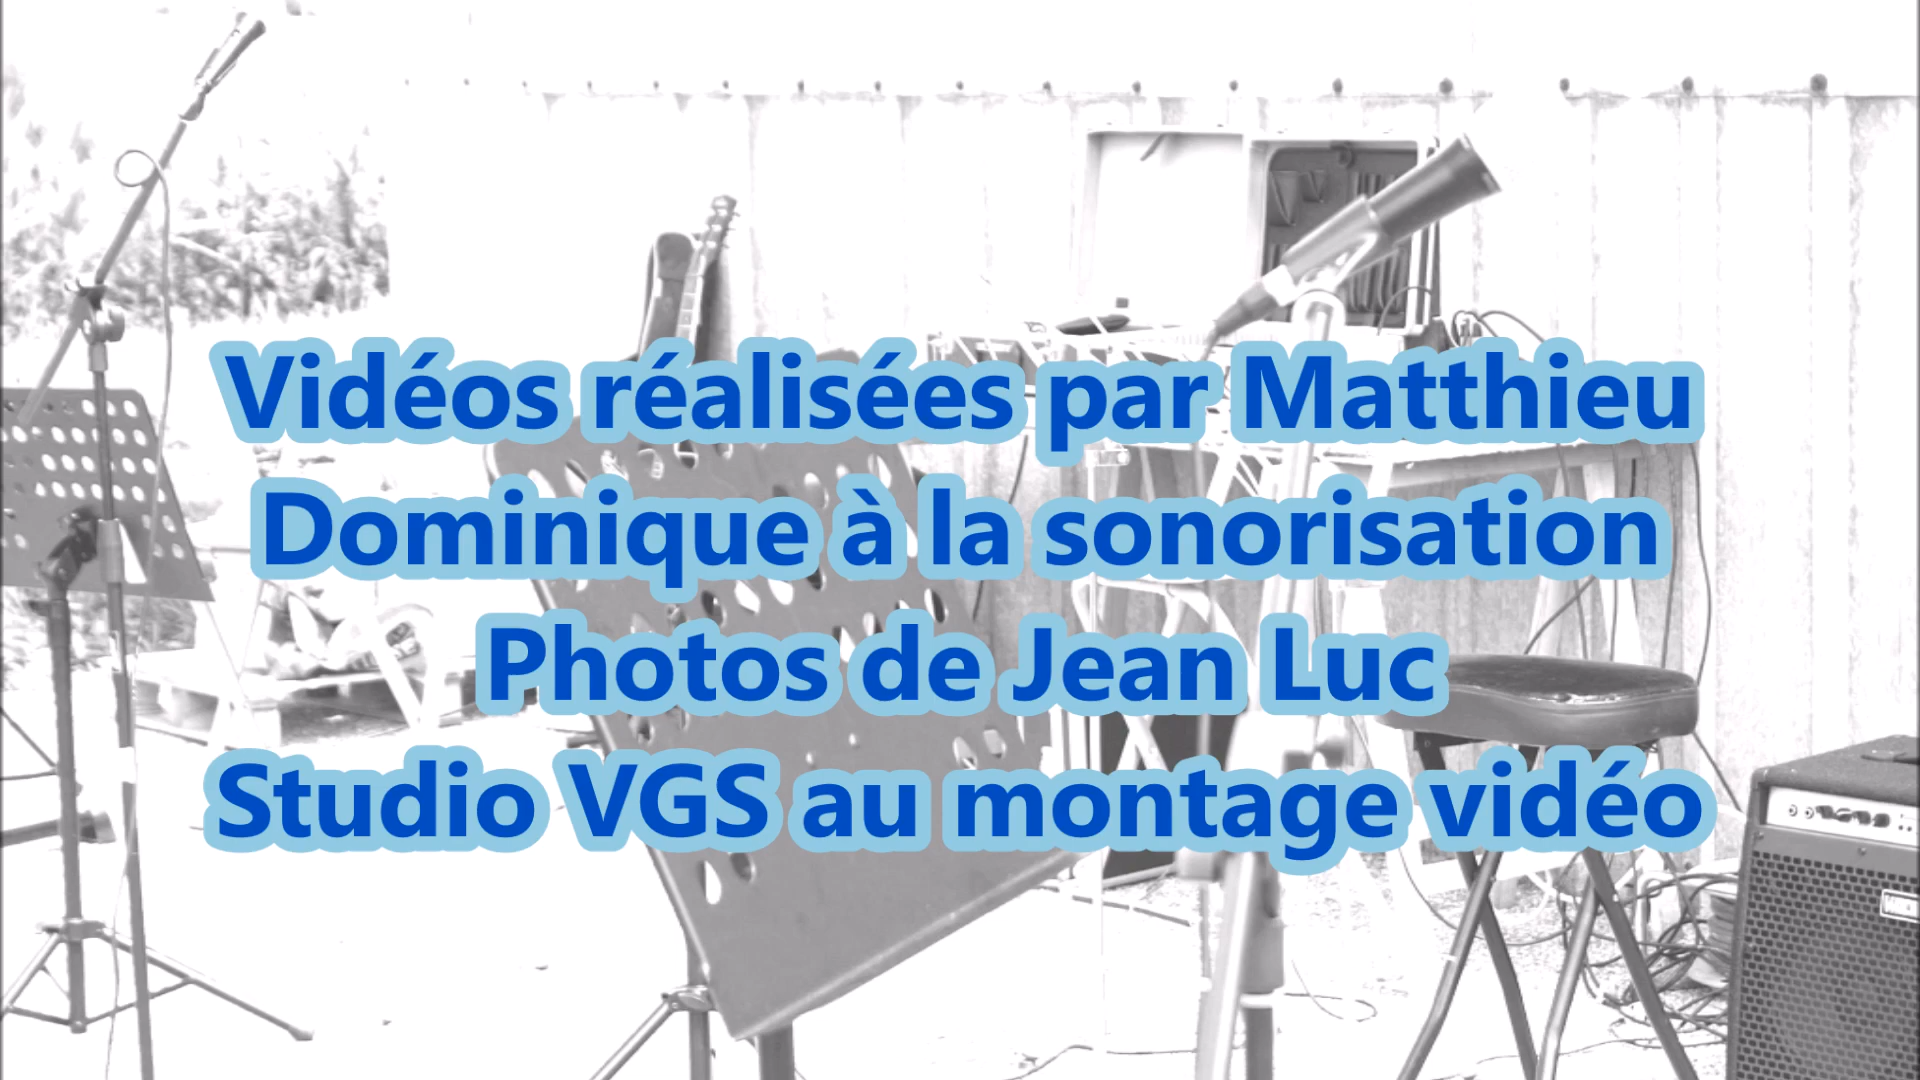 Vidéos réalisées par Matthieu
Dominique à la sonorisation
Photos de Jean Luc
Studio VGS au montage vidéo